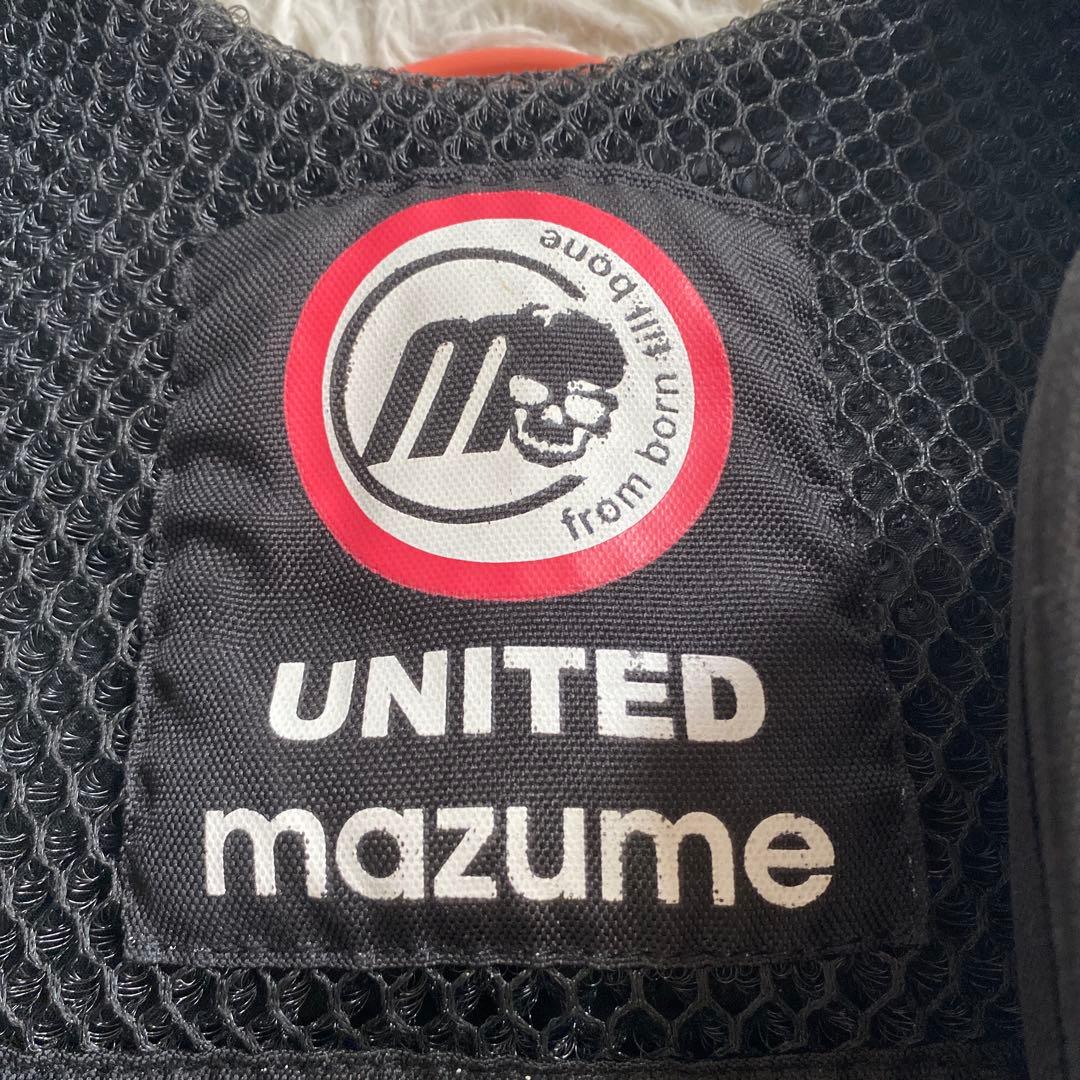 m
from born till bone
UNITED
mazume